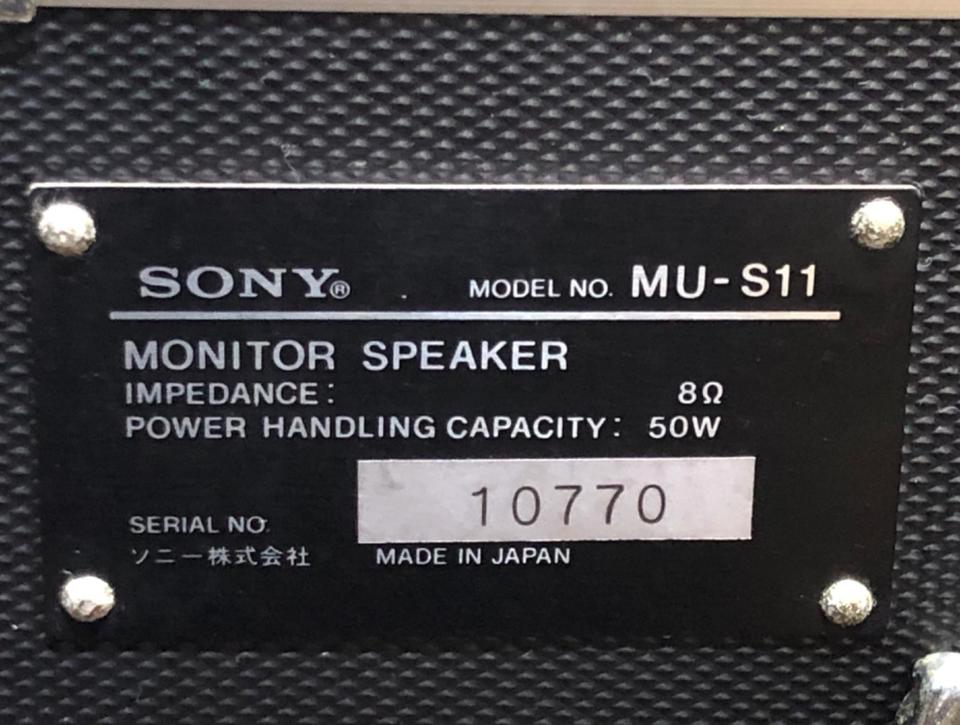 SONY® MODEL NO. MU-S11
MONITOR SPEAKER
IMPEDANCE: 8Ω
POWER HANDLING CAPACITY: 50W
SERIAL NO. 10770
ソニー株式会社 MADE IN JAPAN